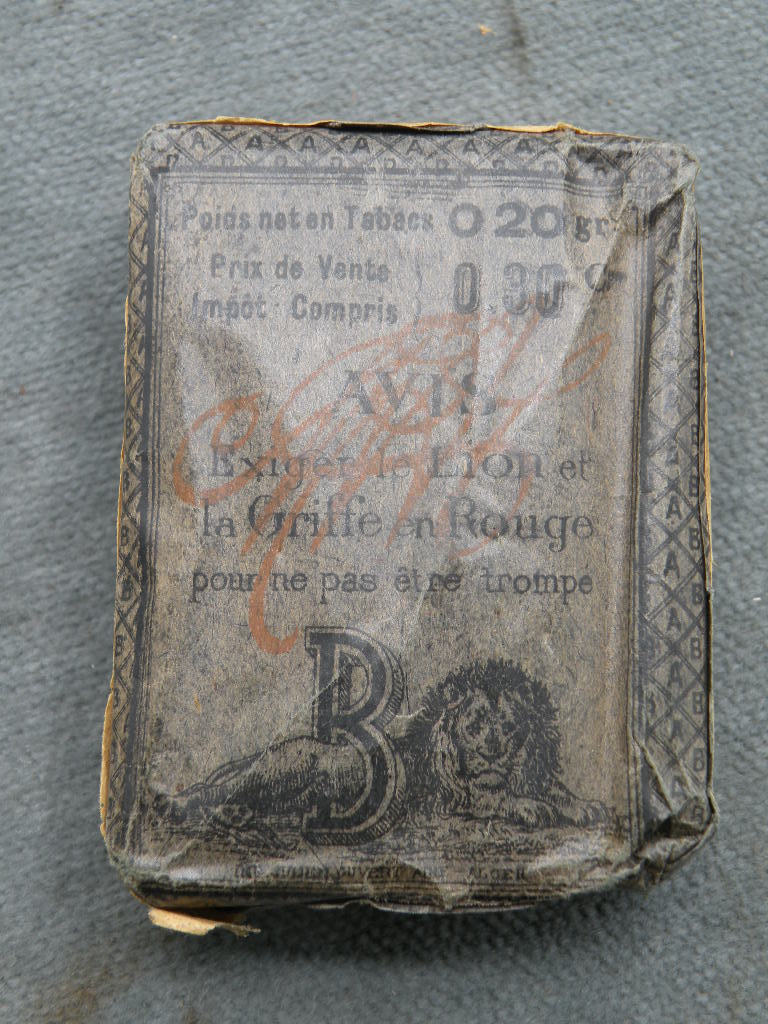 Poids net en Tabacs 0 20 gr
Prix de Vente
Impôt Compris
0.30 C
AVIS
Exiger le Lion et
la Griffe en Rouge
pour ne pas être trompé
B
ALGER